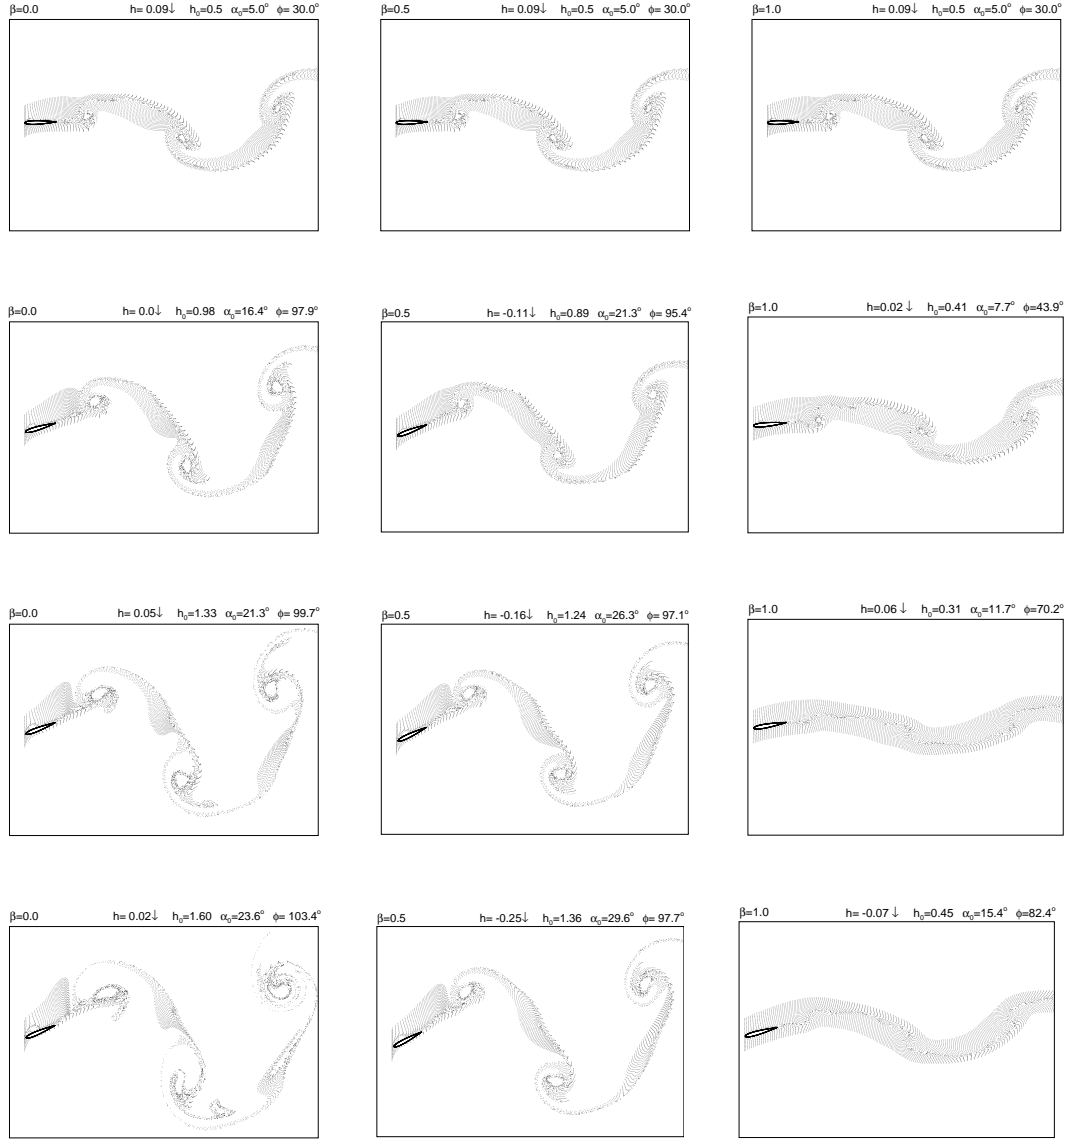 β=0.0 h= 0.09↓ h₀=0.5 α₀=5.0° ϕ= 30.0°
β=0.5 h= 0.09↓ h₀=0.5 α₀=5.0° ϕ= 30.0°
β=1.0 h= 0.09↓ h₀=0.5 α₀=5.0° ϕ= 30.0°
β=0.0 h= 0.0↓ h₀=0.98 α₀=16.4° ϕ= 97.9°
β=0.5 h= -0.11↓ h₀=0.89 α₀=21.3° ϕ= 95.4°
β=1.0 h=0.02 ↓ h₀=0.41 α₀=7.7° ϕ=43.9°
β=0.0 h= 0.05↓ h₀=1.33 α₀=21.3° ϕ= 99.7°
β=0.5 h= -0.16↓ h₀=1.24 α₀=26.3° ϕ= 97.1°
β=1.0 h=0.06 ↓ h₀=0.31 α₀=11.7° ϕ=70.2°
β=0.0 h= 0.02↓ h₀=1.60 α₀=23.6° ϕ= 103.4°
β=0.5 h= -0.25↓ h₀=1.36 α₀=29.6° ϕ= 97.7°
β=1.0 h= -0.07 ↓ h₀=0.45 α₀=15.4° ϕ=82.4°